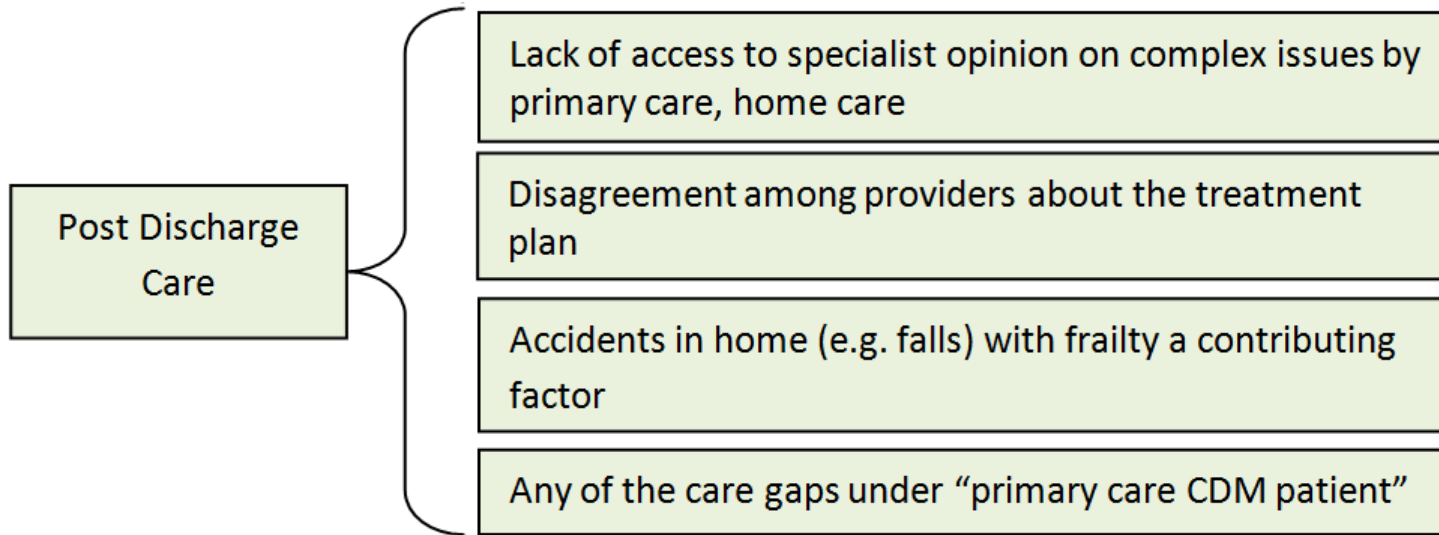 Post Discharge
Care
Lack of access to specialist opinion on complex issues by
primary care, home care
Disagreement among providers about the treatment
plan
Accidents in home (e.g. falls) with frailty a contributing
factor
Any of the care gaps under “primary care CDM patient”